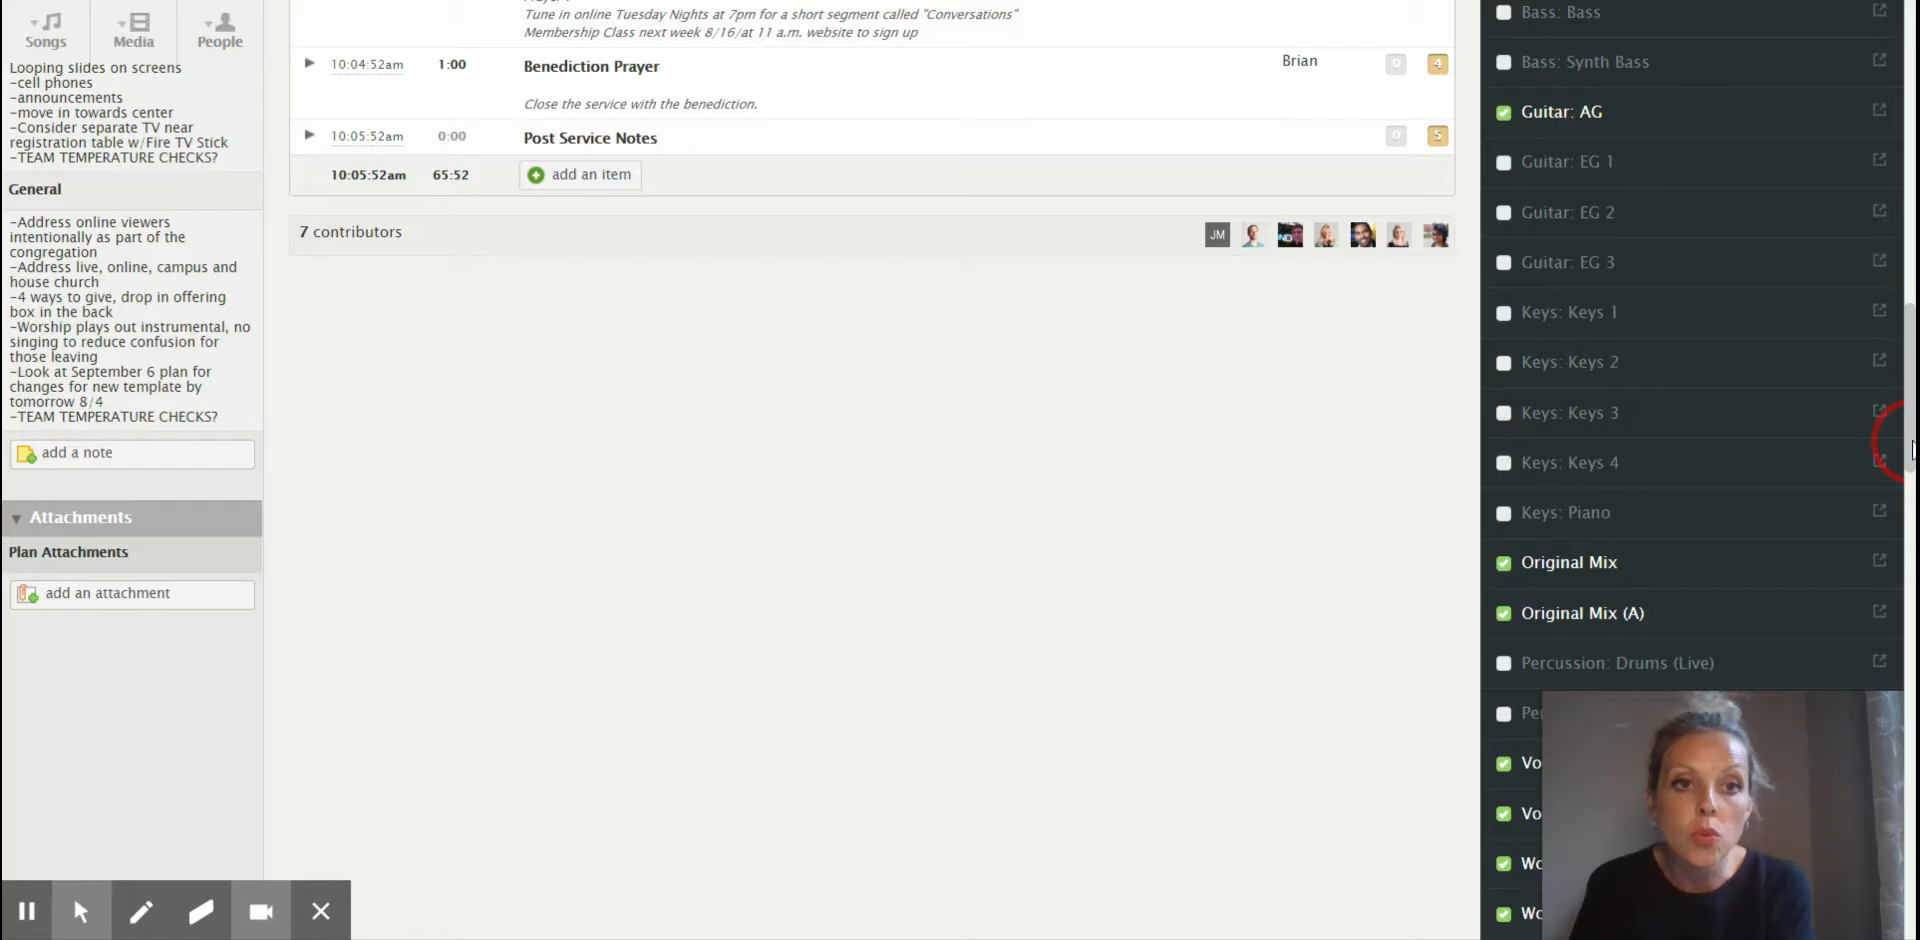 Songs
Media
People
Looping slides on screens
-cell phones
-announcements
-move in towards center
-Consider separate TV near
registration table w/Fire TV Stick
-TEAM TEMPERATURE CHECKS?
General
-Address online viewers
intentionally as part of the
congregation
-Address live, online, campus and
house church
-4 ways to give, drop in offering
box in the back
-Worship plays out instrumental, no
singing to reduce confusion for
those leaving
-Look at September 6 plan for
changes for new template by
tomorrow 8/4
-TEAM TEMPERATURE CHECKS?
add a note
Attachments
Plan Attachments
add an attachment
Tune in online Tuesday Nights at 7pm for a short segment called "Conversations"
Membership Class next week 8/16/at 11 a.m. website to sign up
10:04:52am 1:00 Benediction Prayer Brian 0 4
Close the service with the benediction.
10:05:52am 0:00 Post Service Notes 0 5
10:05:52am 65:52 add an item
7 contributors JM
Bass: Bass
Bass: Synth Bass
Guitar: AG
Guitar: EG 1
Guitar: EG 2
Guitar: EG 3
Keys: Keys 1
Keys: Keys 2
Keys: Keys 3
Keys: Keys 4
Keys: Piano
Original Mix
Original Mix (A)
Percussion: Drums (Live)
Pe
Vo
Vo
Wo
Wo